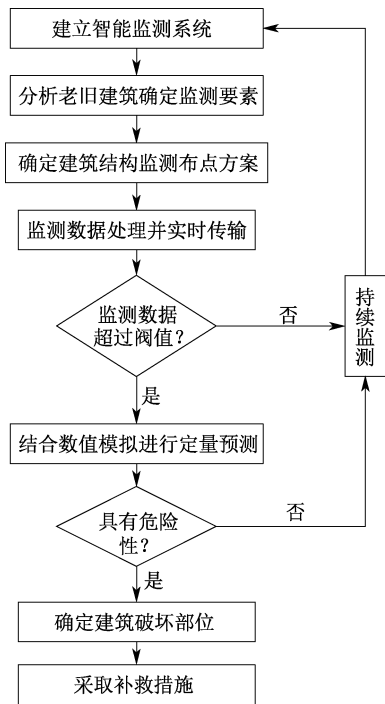 建立智能监测系统
分析老旧建筑确定监测要素
确定建筑结构监测布点方案
监测数据处理并实时传输
监测数据
超过阀值？
否
持续监测
是
结合数值模拟进行定量预测
具有危险
性？
否
是
确定建筑破坏部位
采取补救措施